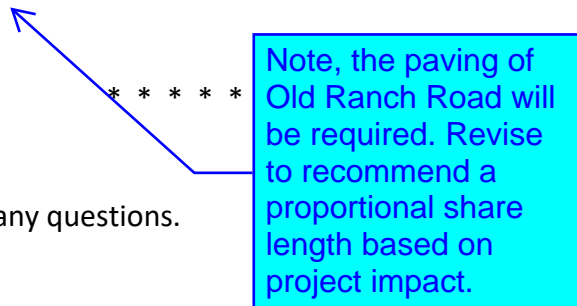 * * * * *
Note, the paving of
Old Ranch Road will
be required. Revise
to recommend a
proportional share
length based on
project impact.
any questions.